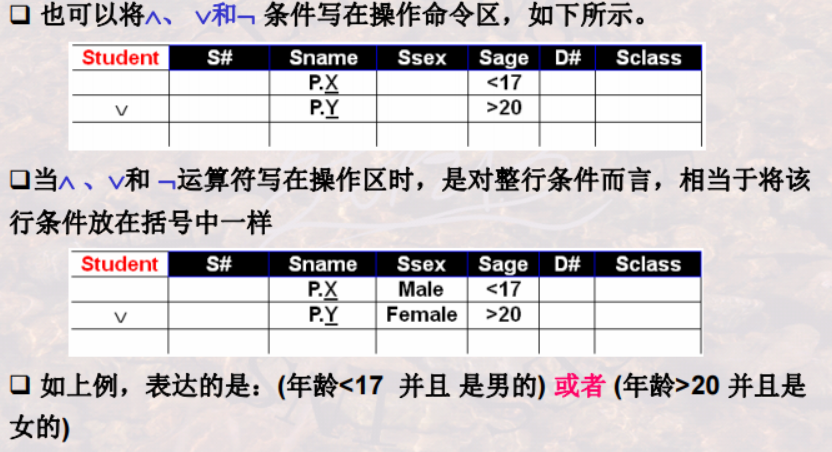 □ 也可以将∧、 ∨和¬ 条件写在操作命令区，如下所示。
Student S# Sname Ssex Sage D# Sclass
P.X <17
∨ P.Y >20
□当∧ 、∨和 ¬运算符写在操作区时，是对整行条件而言，相当于将该
行条件放在括号中一样
Student S# Sname Ssex Sage D# Sclass
P.X Male <17
∨ P.Y Female >20
□ 如上例，表达的是：(年龄<17 并且 是男的) 或者 (年龄>20 并且是
女的)